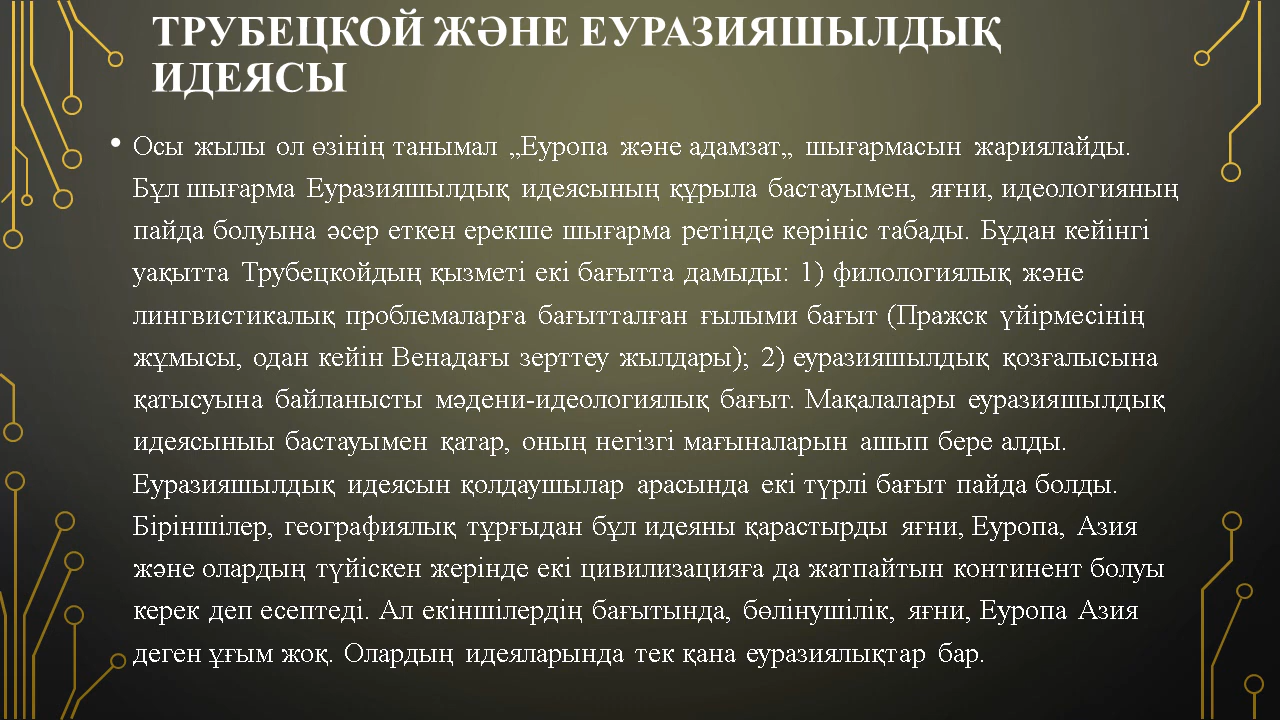 ТРУБЕЦКОЙ ЖӘНЕ ЕУРАЗИЯШЫЛДЫҚ
ИДЕЯСЫ
• Осы жылы ол өзінің танымал „Еуропа және адамзат„ шығармасын жариялайды.
Бұл шығарма Еуразияшылдық идеясының құрыла бастауымен, яғни, идеологияның
пайда болуына әсер еткен ерекше шығарма ретінде көрініс табады. Бұдан кейінгі
уақытта Трубецкойдың қызметі екі бағытта дамыды: 1) филологиялық және
лингвистикалық проблемаларға бағытталған ғылыми бағыт (Пражск үйірмесінің
жұмысы, одан кейін Венадағы зерттеу жылдары); 2) еуразияшылдық қозғалысына
қатысуына байланысты мәдени-идеологиялық бағыт. Мақалалары еуразияшылдық
идеясыныы бастауымен қатар, оның негізгі мағыналарын ашып бере алды.
Еуразияшылдық идеясын қолдаушылар арасында екі түрлі бағыт пайда болды.
Біріншілер, географиялық тұрғыдан бұл идеяны қарастырды яғни, Еуропа, Азия
және олардың түйіскен жерінде екі цивилизацияға да жатпайтын континент болуы
керек деп есептеді. Ал екіншілердің бағытында, бөлінушілік, яғни, Еуропа Азия
деген ұғым жоқ. Олардың идеяларында тек қана еуразиялықтар бар.